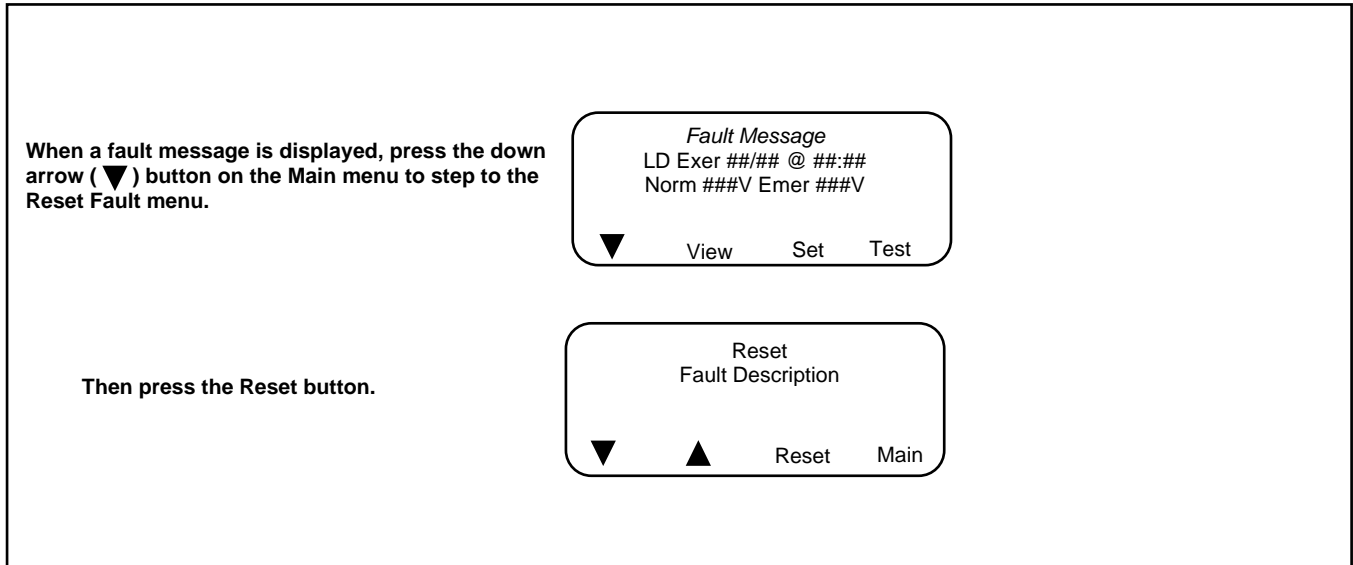 When a fault message is displayed, press the down
arrow ( ▼ ) button on the Main menu to step to the
Reset Fault menu.
Fault Message
LD Exer ##/## @ ##:##
Norm ###V Emer ###V
▼ View Set Test
Then press the Reset button.
Reset
Fault Description
▼ ▲ Reset Main